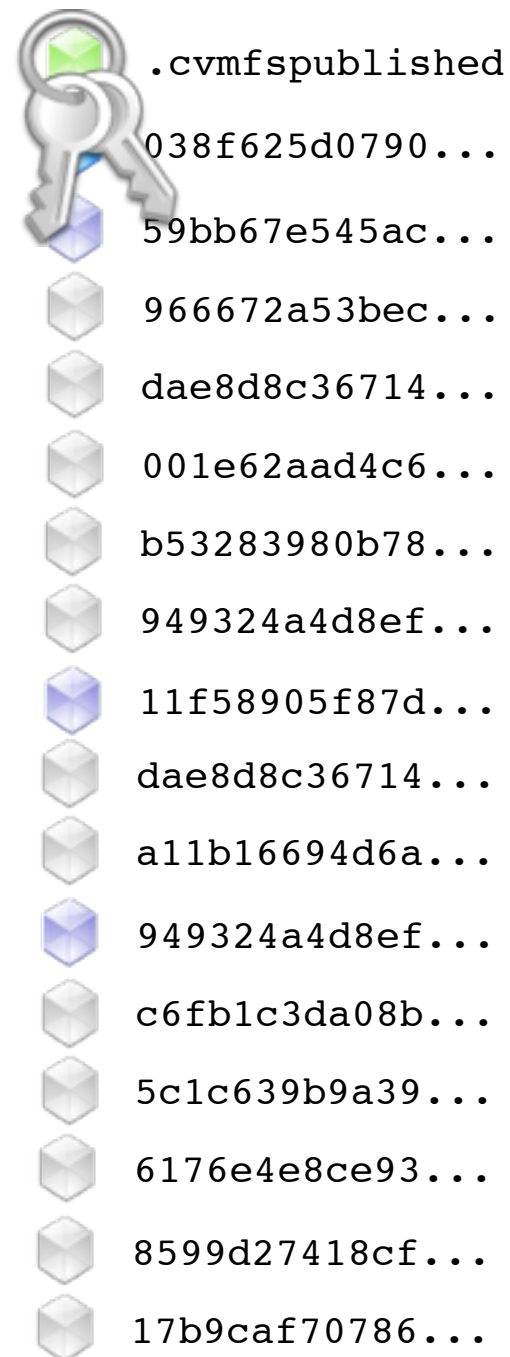 .cvmfspublished
038f625d0790...
59bb67e545ac...
966672a53bec...
dae8d8c36714...
001e62aad4c6...
b53283980b78...
949324a4d8ef...
11f58905f87d...
dae8d8c36714...
a11b16694d6a...
949324a4d8ef...
c6fb1c3da08b...
5c1c639b9a39...
6176e4e8ce93...
8599d27418cf...
17b9caf70786...